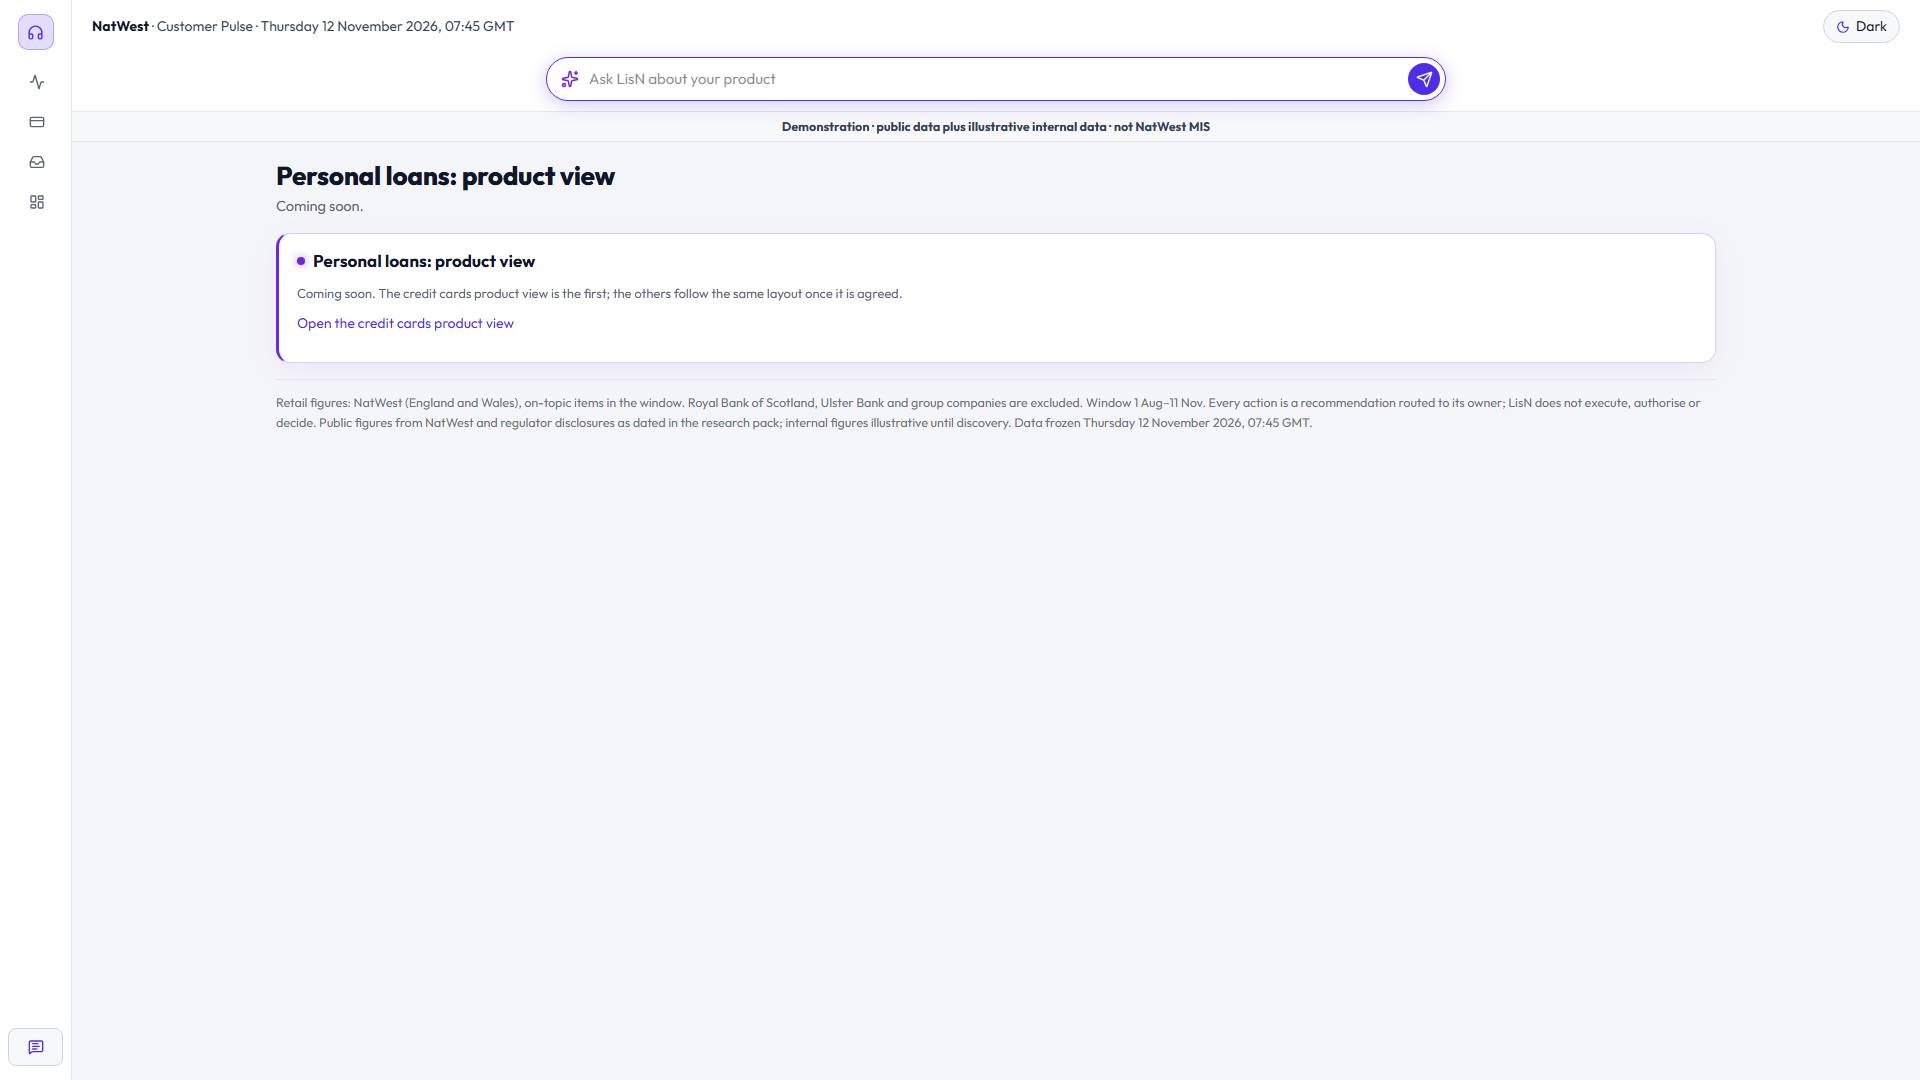 NatWest · Customer Pulse · Thursday 12 November 2026, 07:45 GMT
Dark
Ask LisN about your product
Demonstration · public data plus illustrative internal data · not NatWest MIS
Personal loans: product view
Coming soon.
Personal loans: product view
Coming soon. The credit cards product view is the first; the others follow the same layout once it is agreed.
Open the credit cards product view
Retail figures: NatWest (England and Wales), on-topic items in the window. Royal Bank of Scotland, Ulster Bank and group companies are excluded. Window 1 Aug–11 Nov. Every action is a recommendation routed to its owner; LisN does not execute, authorise or
decide. Public figures from NatWest and regulator disclosures as dated in the research pack; internal figures illustrative until discovery. Data frozen Thursday 12 November 2026, 07:45 GMT.